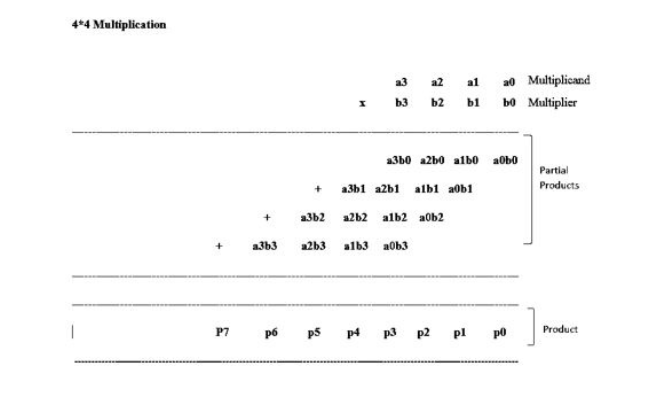 4*4 Multiplication
a3 a2 a1 a0 Multiplicand
x b3 b2 b1 b0 Multiplier
a3b0 a2b0 a1b0 a0b0
Partial
Products
+ a3b1 a2b1 a1b1 a0b1
+ a3b2 a2b2 a1b2 a0b2
+ a3b3 a2b3 a1b3 a0b3
P7 p6 p5 p4 p3 p2 p1 p0 Product